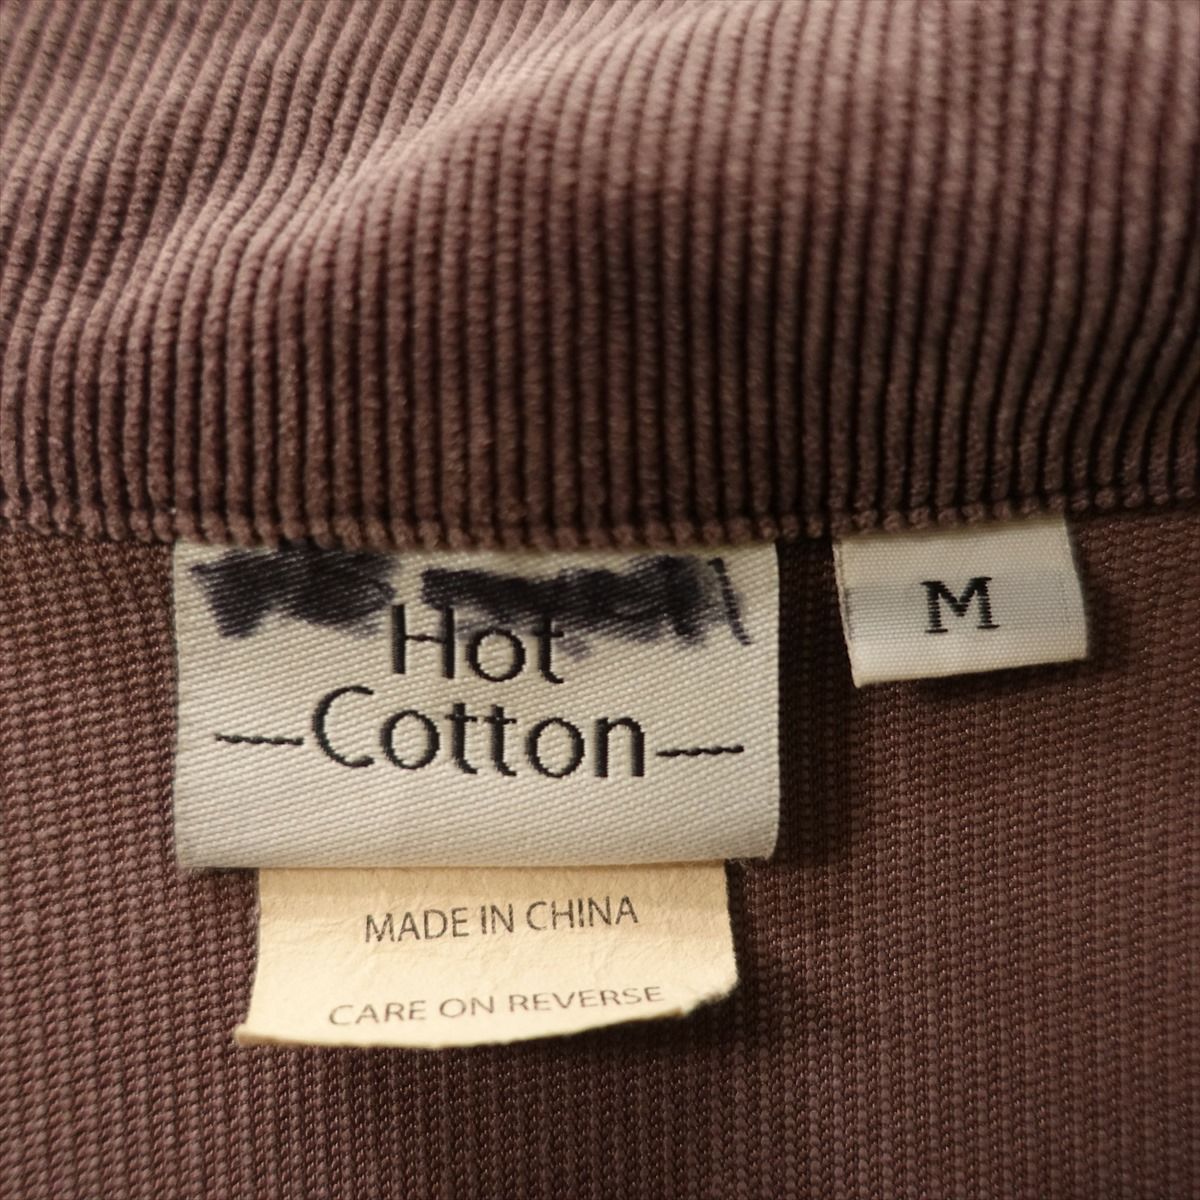 Hot
Cotton
M
MADE IN CHINA
CARE ON REVERSE